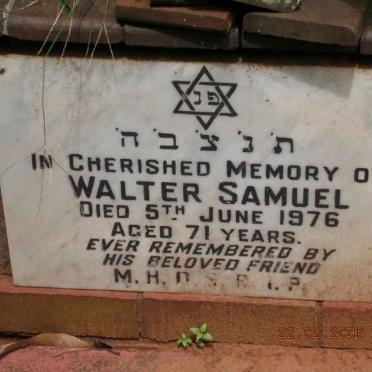 פנ
ת נ צ ב ה
IN CHERISHED MEMORY O
WALTER SAMUEL
DIED 5TH JUNE 1976
AGED 71 YEARS.
EVER REMEMBERED BY
HIS BELOVED FRIEND
M.H.D.S.R.I.P.
22.02.2005